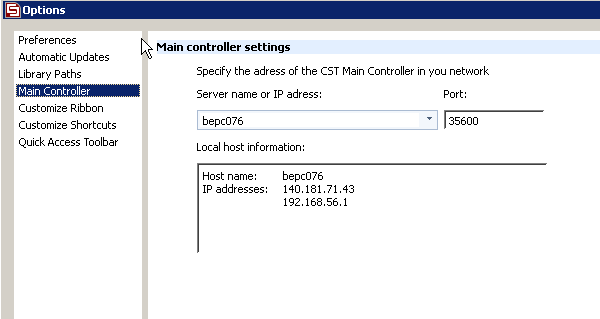 Options
Preferences
Automatic Updates
Library Paths
Main Controller
Customize Ribbon
Customize Shortcuts
Quick Access Toolbar
Main controller settings
Specify the adress of the CST Main Controller in you network
Server name or IP adress: Port:
bepc076 35600
Local host information:
Host name: bepc076
IP addresses: 140.181.71.43
192.168.56.1